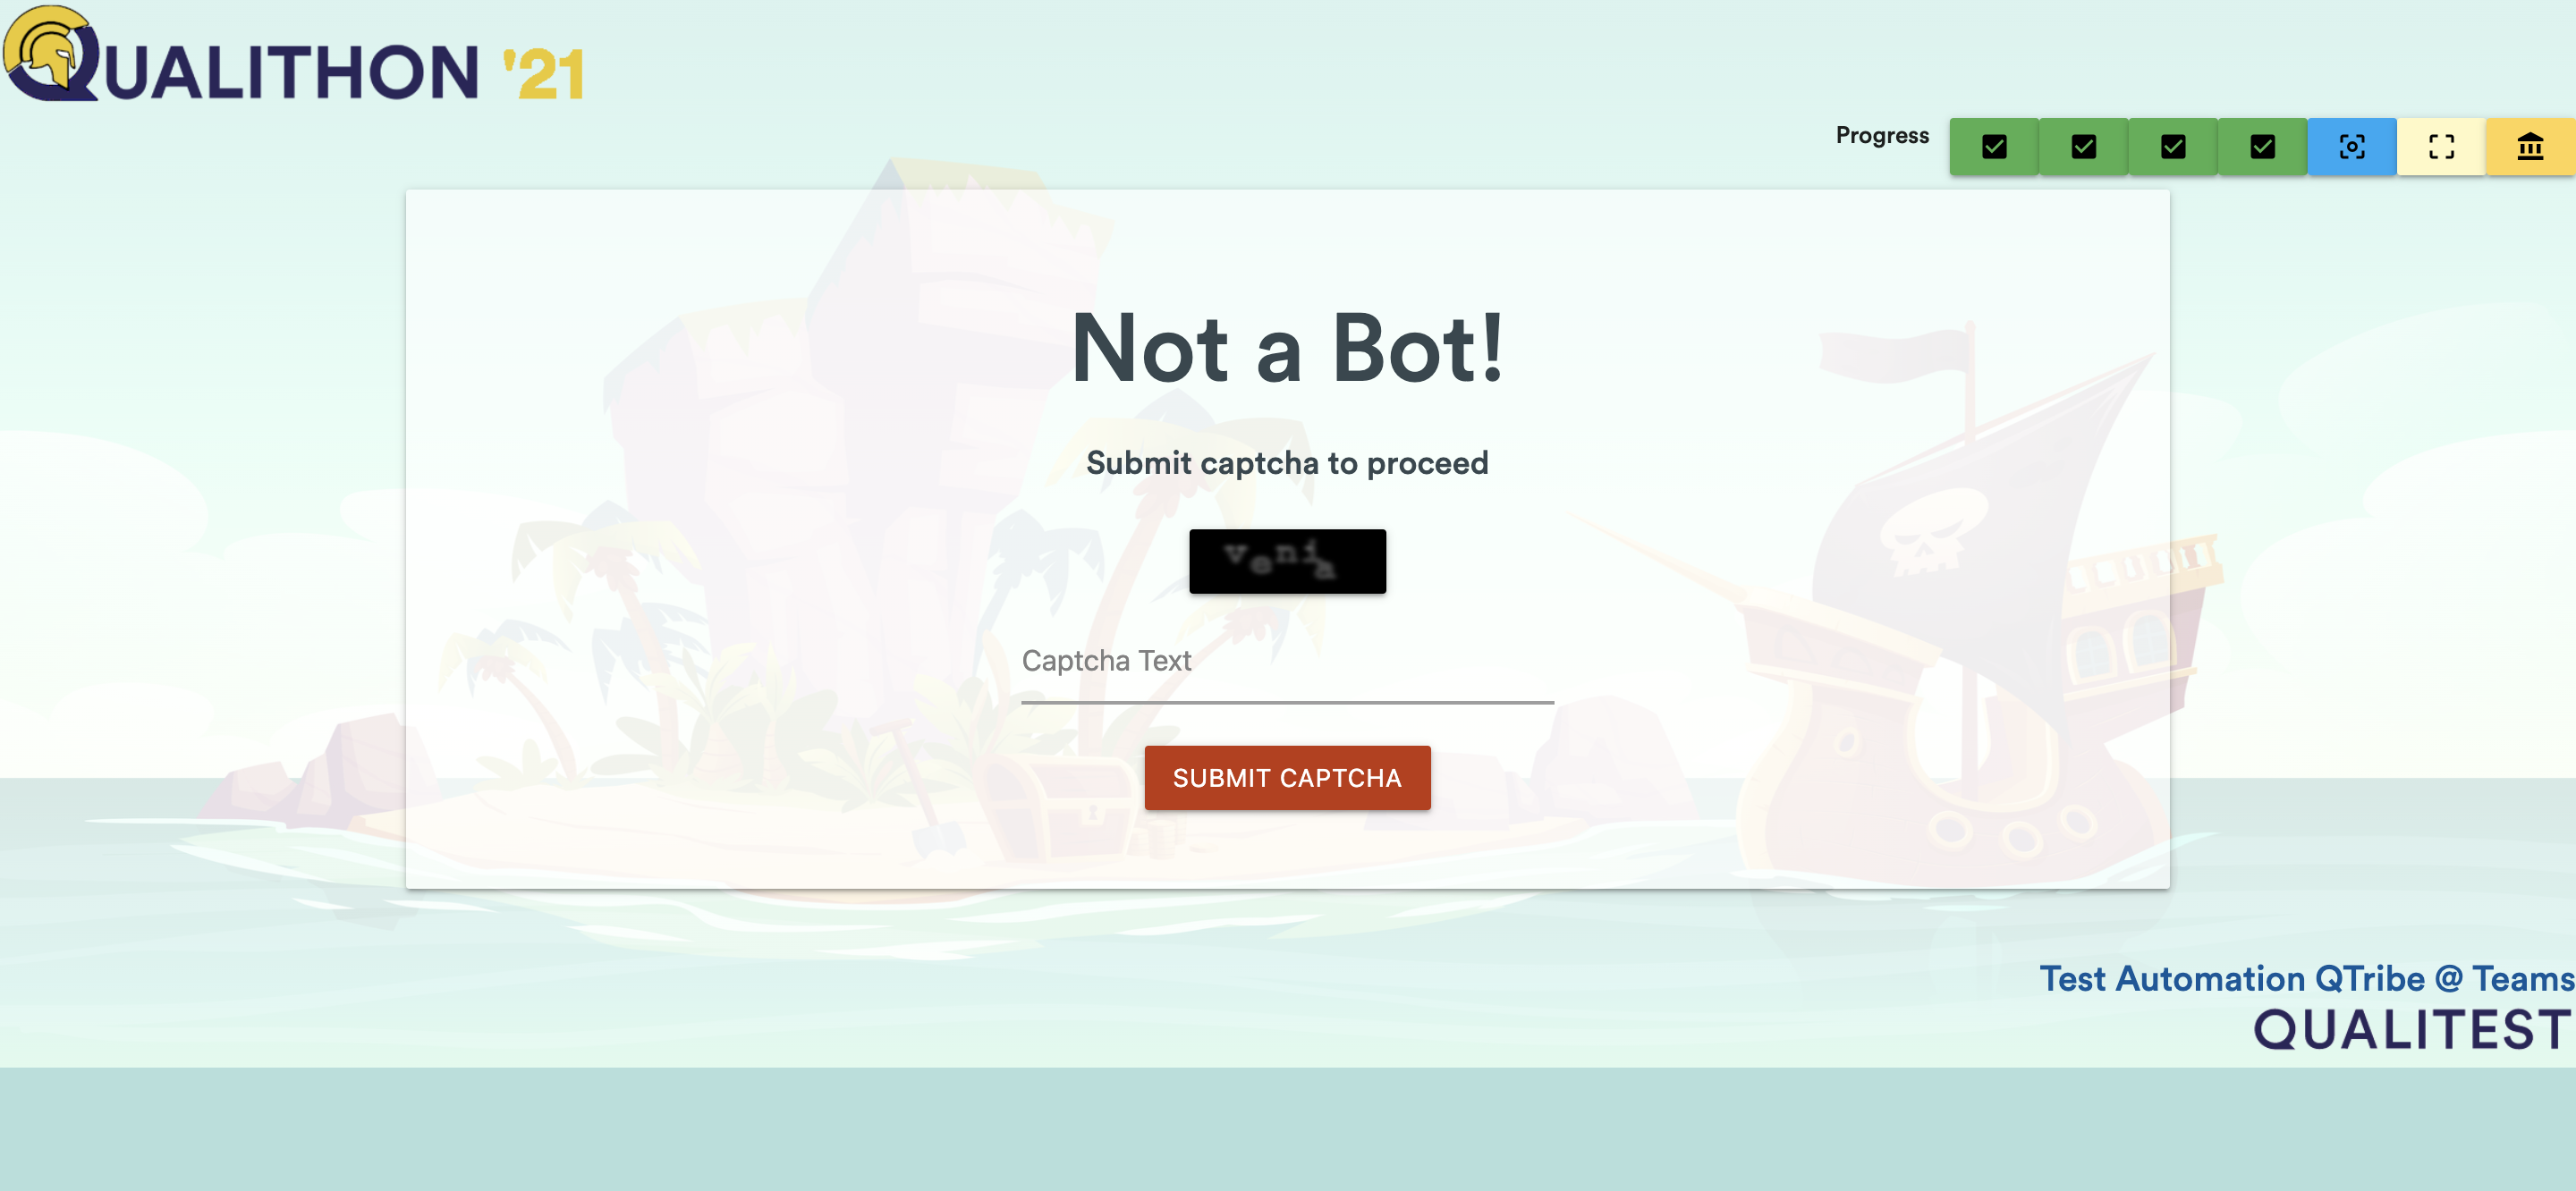 QUALITHON '21
Progress
Not a Bot!
Submit captcha to proceed
venia
Captcha Text
SUBMIT CAPTCHA
Test Automation QTribe @ Teams
QUALITEST